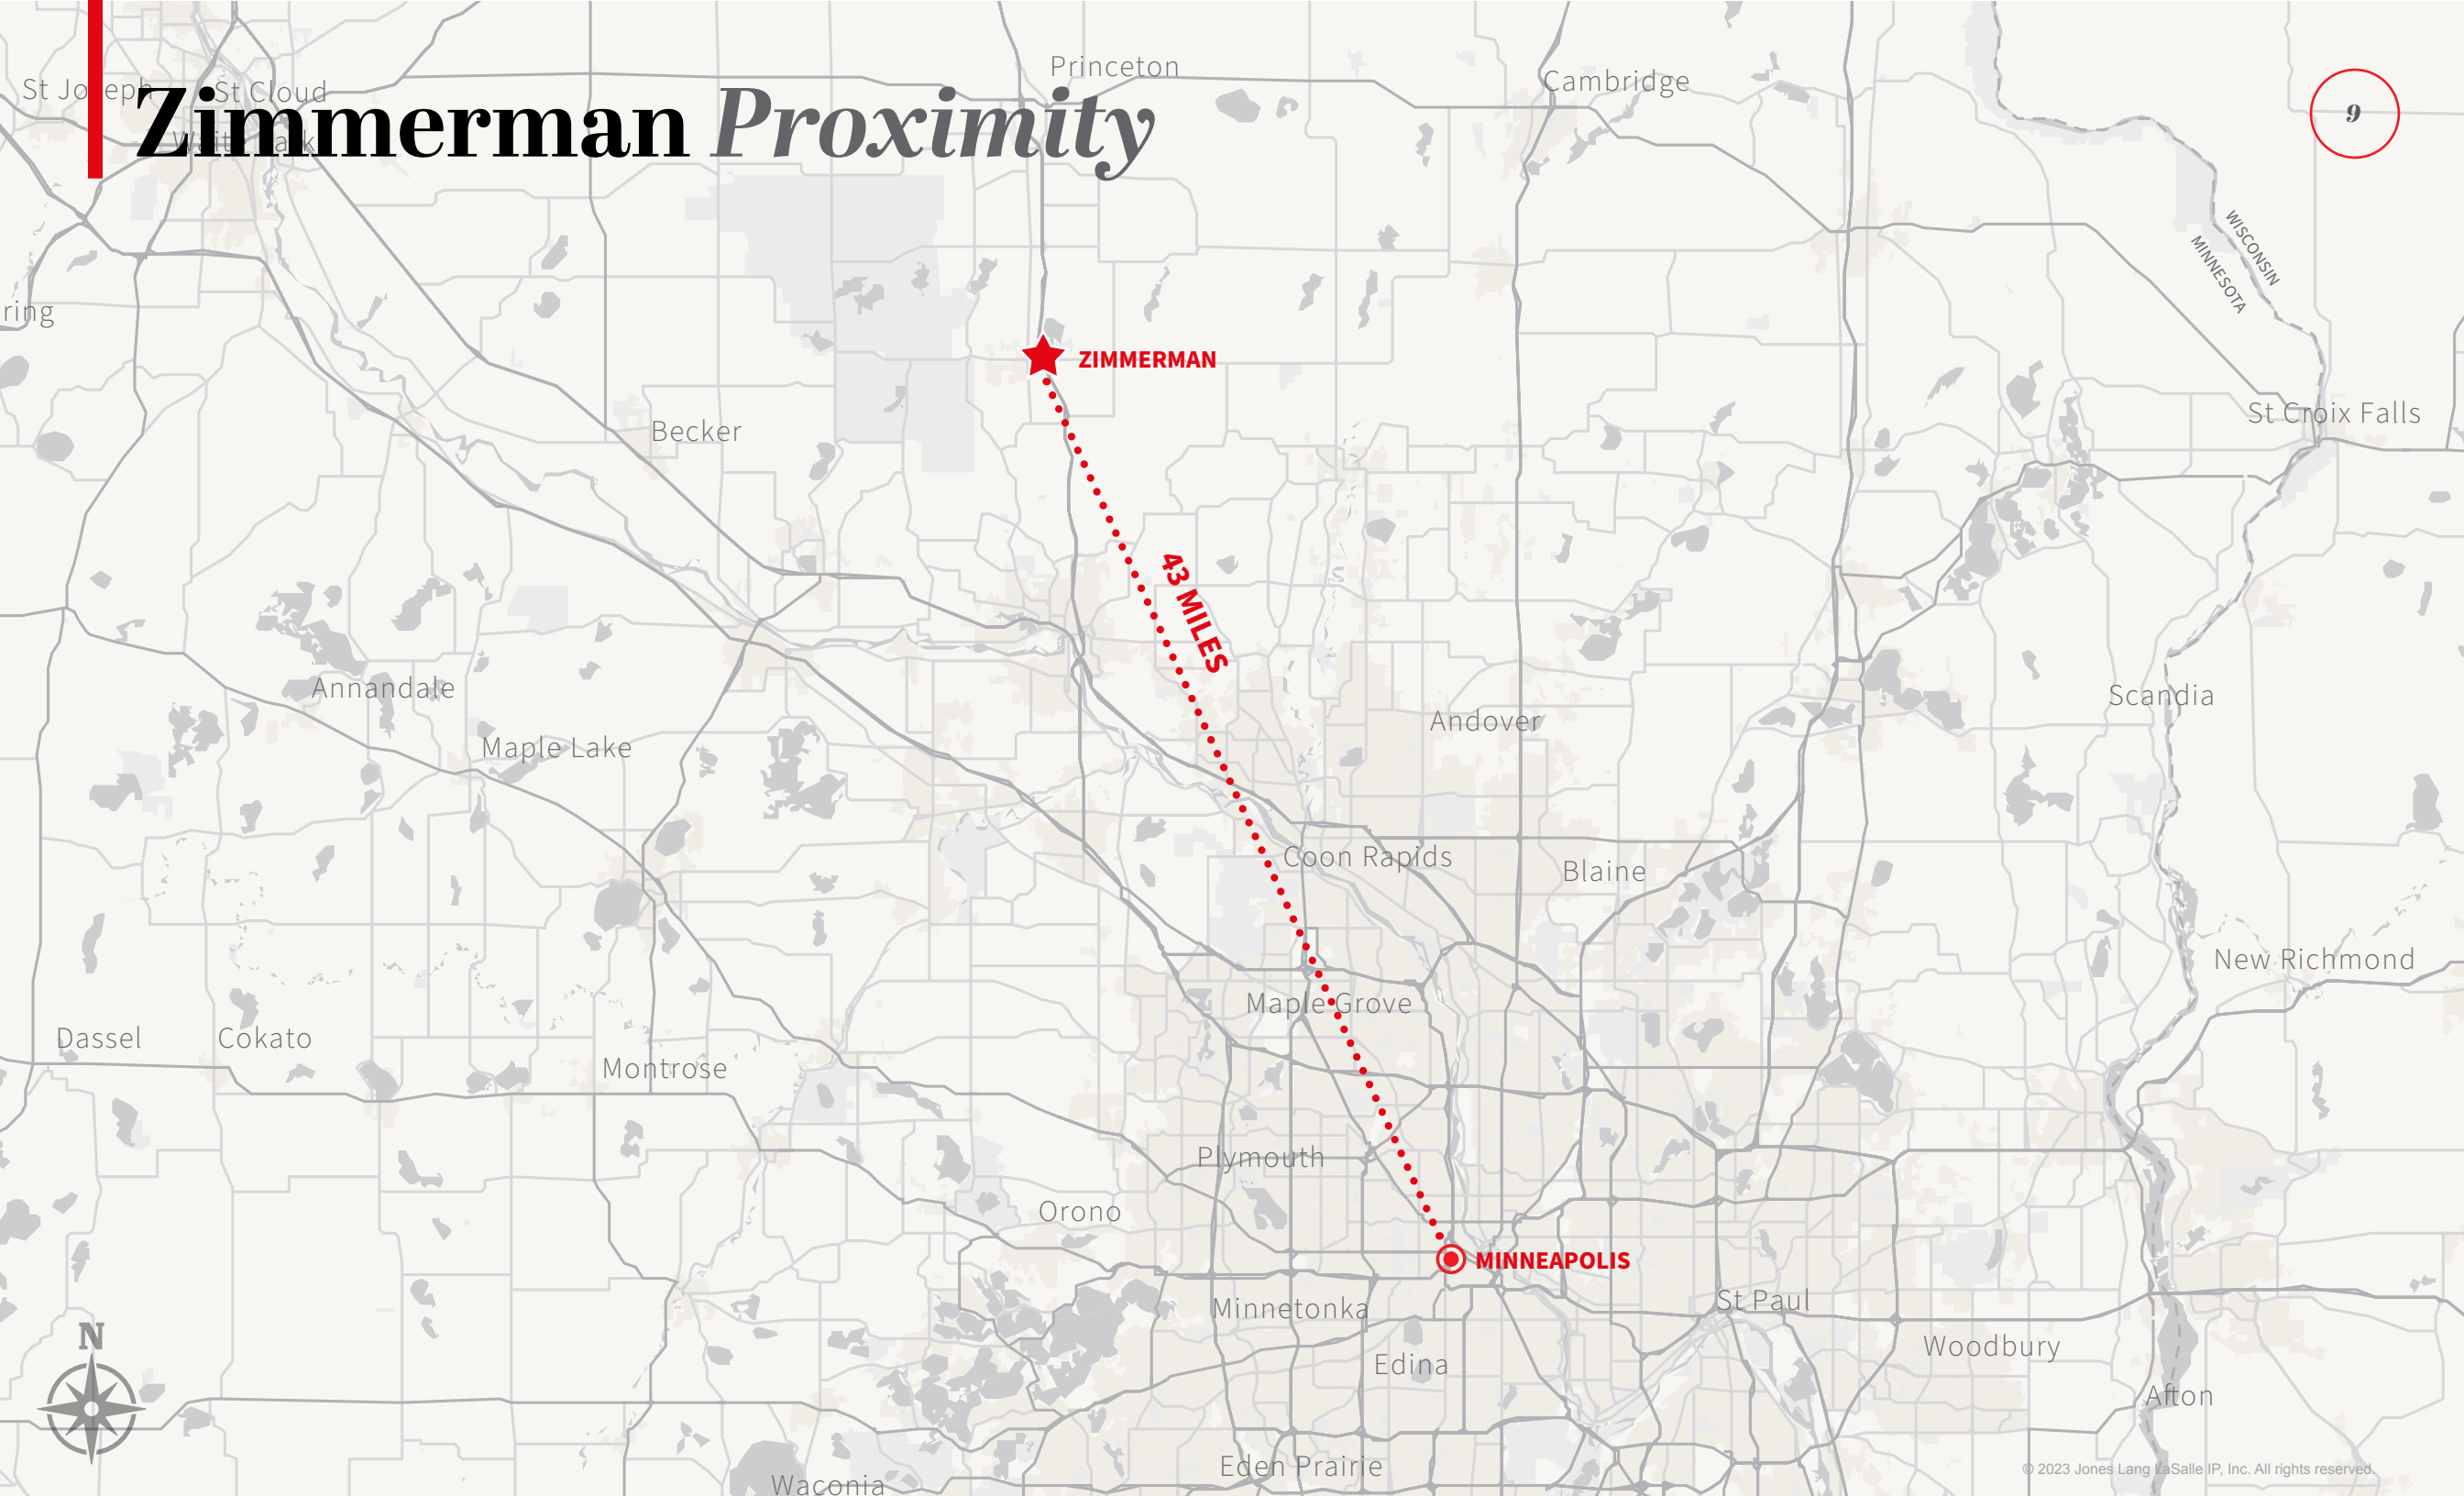 Zimmerman Proximity
9
St Joseph
St Cloud
Princeton
Cambridge
WISCONSIN
MINNESOTA
ring
ZIMMERMAN
Becker
St Croix Falls
43 MILES
Annandale
Scandia
Andover
Maple Lake
Coon Rapids
Blaine
New Richmond
Maple Grove
Dassel
Cokato
Montrose
Plymouth
Orono
MINNEAPOLIS
Minnetonka
St Paul
N
Woodbury
Edina
Afton
Eden Prairie
Waconia
© 2023 Jones Lang LaSalle IP, Inc. All rights reserved.